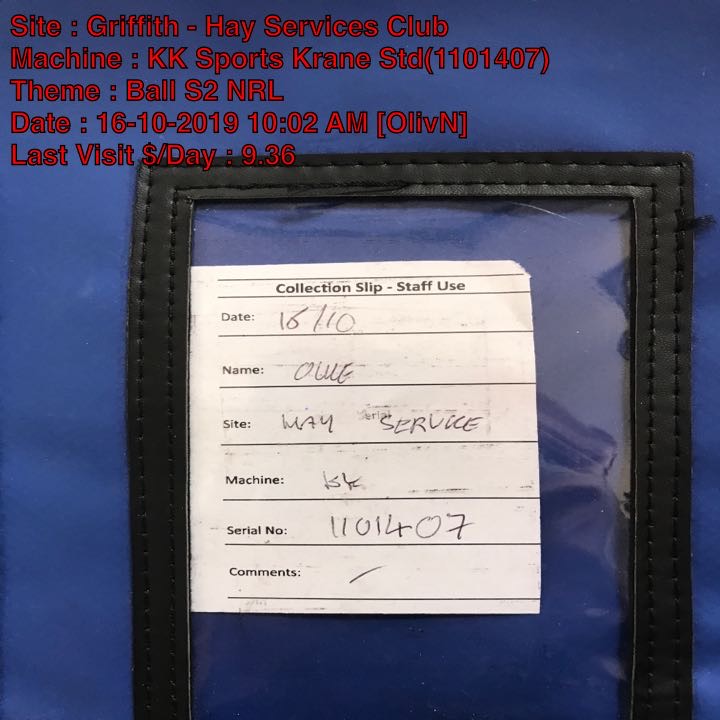 Site : Griffith - Hay Services Club
Machine : KK Sports Krane Std(1101407)
Theme : Ball S2 NRL
Date : 16-10-2019 10:02 AM [OlivN]
Last Visit $/Day : 9.36
Collection Slip - Staff Use
Date: 15/10
Name: OLLIE
Site: HAY SERVICE
Serial
Machine: KK
Serial No: 1101407
Comments: /